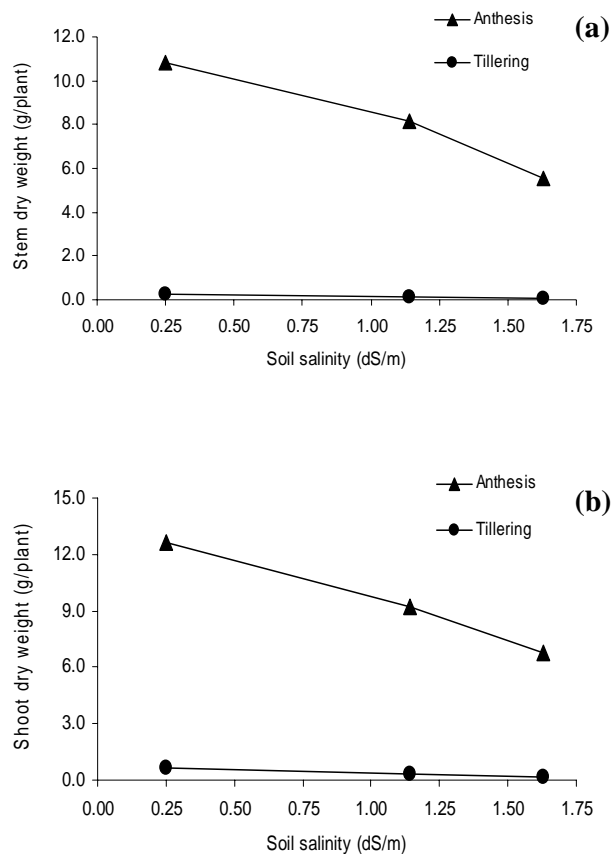 Anthesis
(a)
Tillering
12.0
10.0
8.0
6.0
4.0
2.0
0.0
Stem dry weight (g/plant)
0.00 0.25 0.50 0.75 1.00 1.25 1.50 1.75
Soil salinity (dS/m)
Anthesis
(b)
Tillering
15.0
12.0
9.0
6.0
3.0
0.0
Shoot dry weight (g/plant)
0.00 0.25 0.50 0.75 1.00 1.25 1.50 1.75
Soil salinity (dS/m)